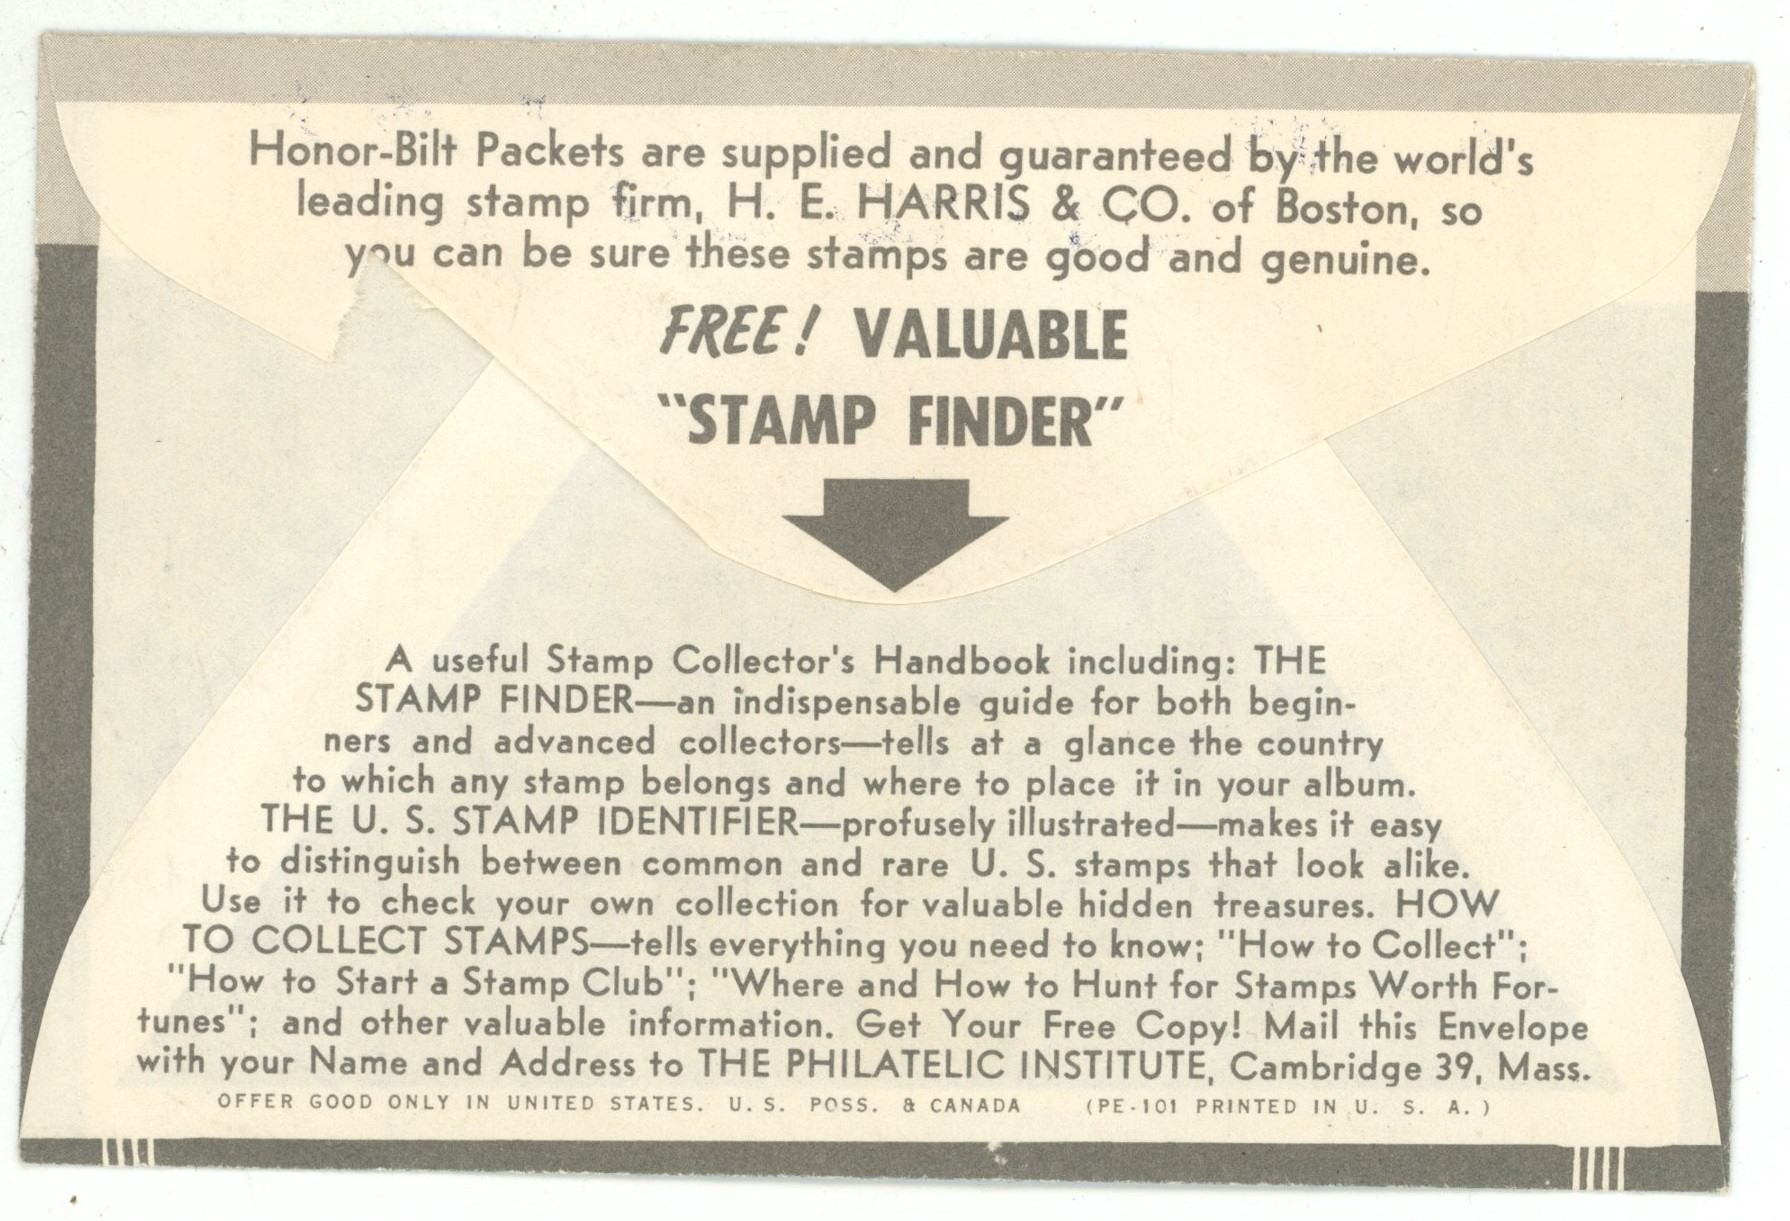 Honor-Bilt Packets are supplied and guaranteed by the world's
leading stamp firm, H. E. HARRIS & CO. of Boston, so
you can be sure these stamps are good and genuine.
FREE! VALUABLE
"STAMP FINDER"
A useful Stamp Collector's Handbook including: THE
STAMP FINDER—an indispensable guide for both begin-
ners and advanced collectors—tells at a glance the country
to which any stamp belongs and where to place it in your album.
THE U. S. STAMP IDENTIFIER—profusely illustrated—makes it easy
to distinguish between common and rare U. S. stamps that look alike.
Use it to check your own collection for valuable hidden treasures. HOW
TO COLLECT STAMPS—tells everything you need to know; "How to Collect";
"How to Start a Stamp Club"; "Where and How to Hunt for Stamps Worth For-
tunes"; and other valuable information. Get Your Free Copy! Mail this Envelope
with your Name and Address to THE PHILATELIC INSTITUTE, Cambridge 39, Mass.
OFFER GOOD ONLY IN UNITED STATES. U. S. POSS. & CANADA (PE-101 PRINTED IN U. S. A.)